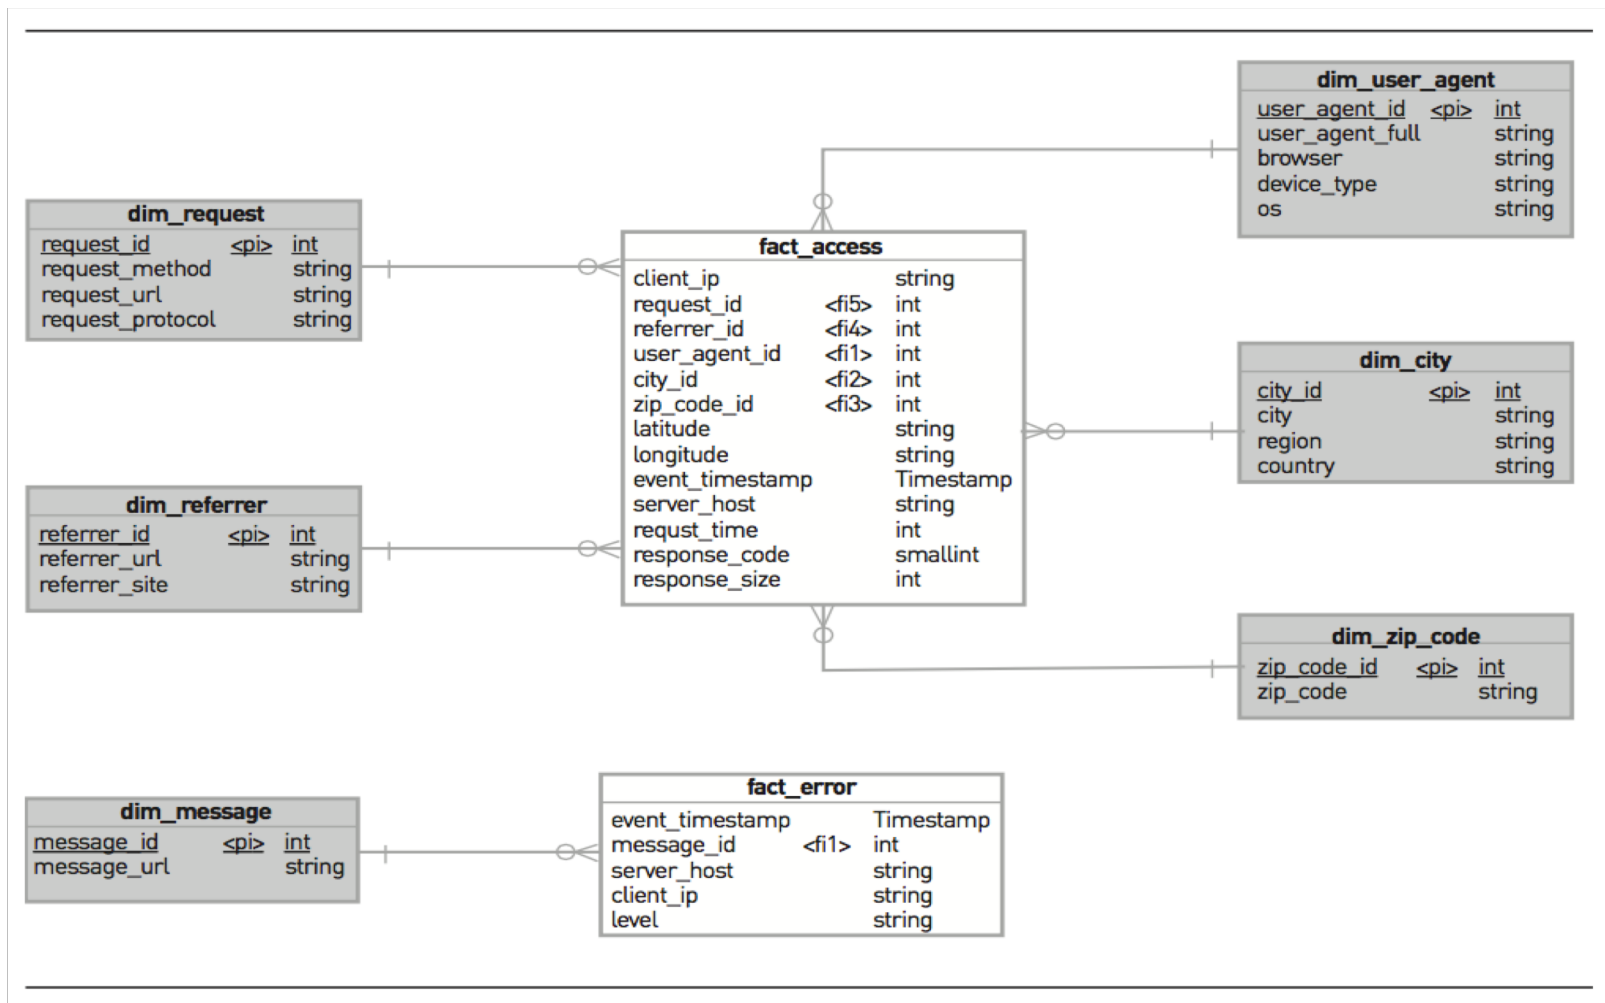 dim_user_agent
user_agent_id <pi> int
user_agent_full string
browser string
device_type string
os string
dim_request
request_id <pi> int
request_method string
request_url string
request_protocol string
fact_access
client_ip string
request_id <fi5> int
referrer_id <fi4> int
user_agent_id <fi1> int
city_id <fi2> int
zip_code_id <fi3> int
latitude string
longitude string
event_timestamp Timestamp
server_host string
requst_time int
response_code smallint
response_size int
dim_city
city_id <pi> int
city string
region string
country string
dim_referrer
referrer_id <pi> int
referrer_url string
referrer_site string
dim_zip_code
zip_code_id <pi> int
zip_code string
dim_message
message_id <pi> int
message_url string
fact_error
event_timestamp Timestamp
message_id <fi1> int
server_host string
client_ip string
level string